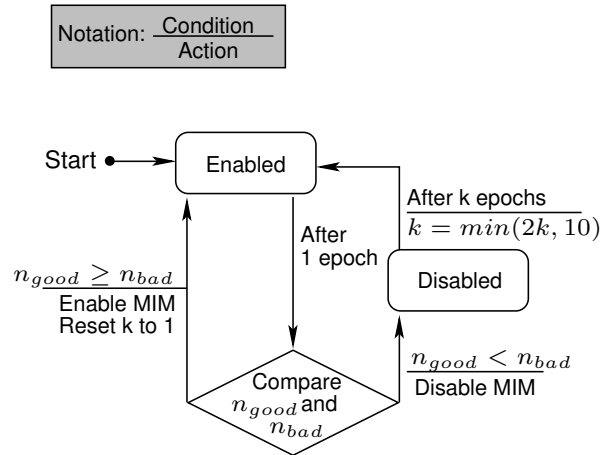 Notation: Condition
Action
Start
Enabled
After
1 epoch
After k epochs
k = min(2k, 10)
Disabled
n_good ≥ n_bad
Enable MIM
Reset k to 1
Compare
n_good and
n_bad
n_good < n_bad
Disable MIM